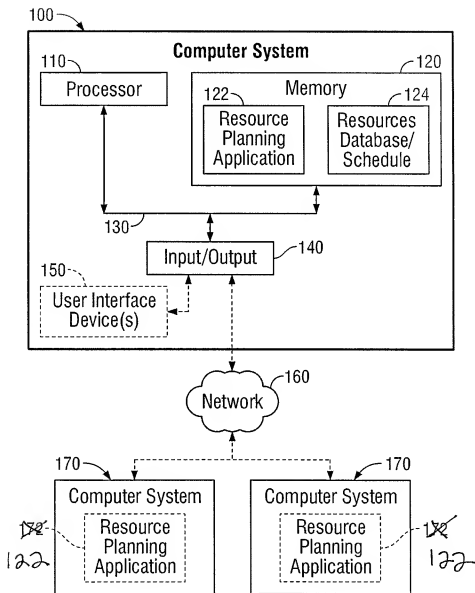 100
Computer System
110
Processor
120
Memory
122
Resource
Planning
Application
124
Resources
Database/
Schedule
130
Input/Output
140
150
User Interface
Device(s)
Network
160
170
Computer System
Resource
Planning
Application
172
122
170
Computer System
Resource
Planning
Application
172
122